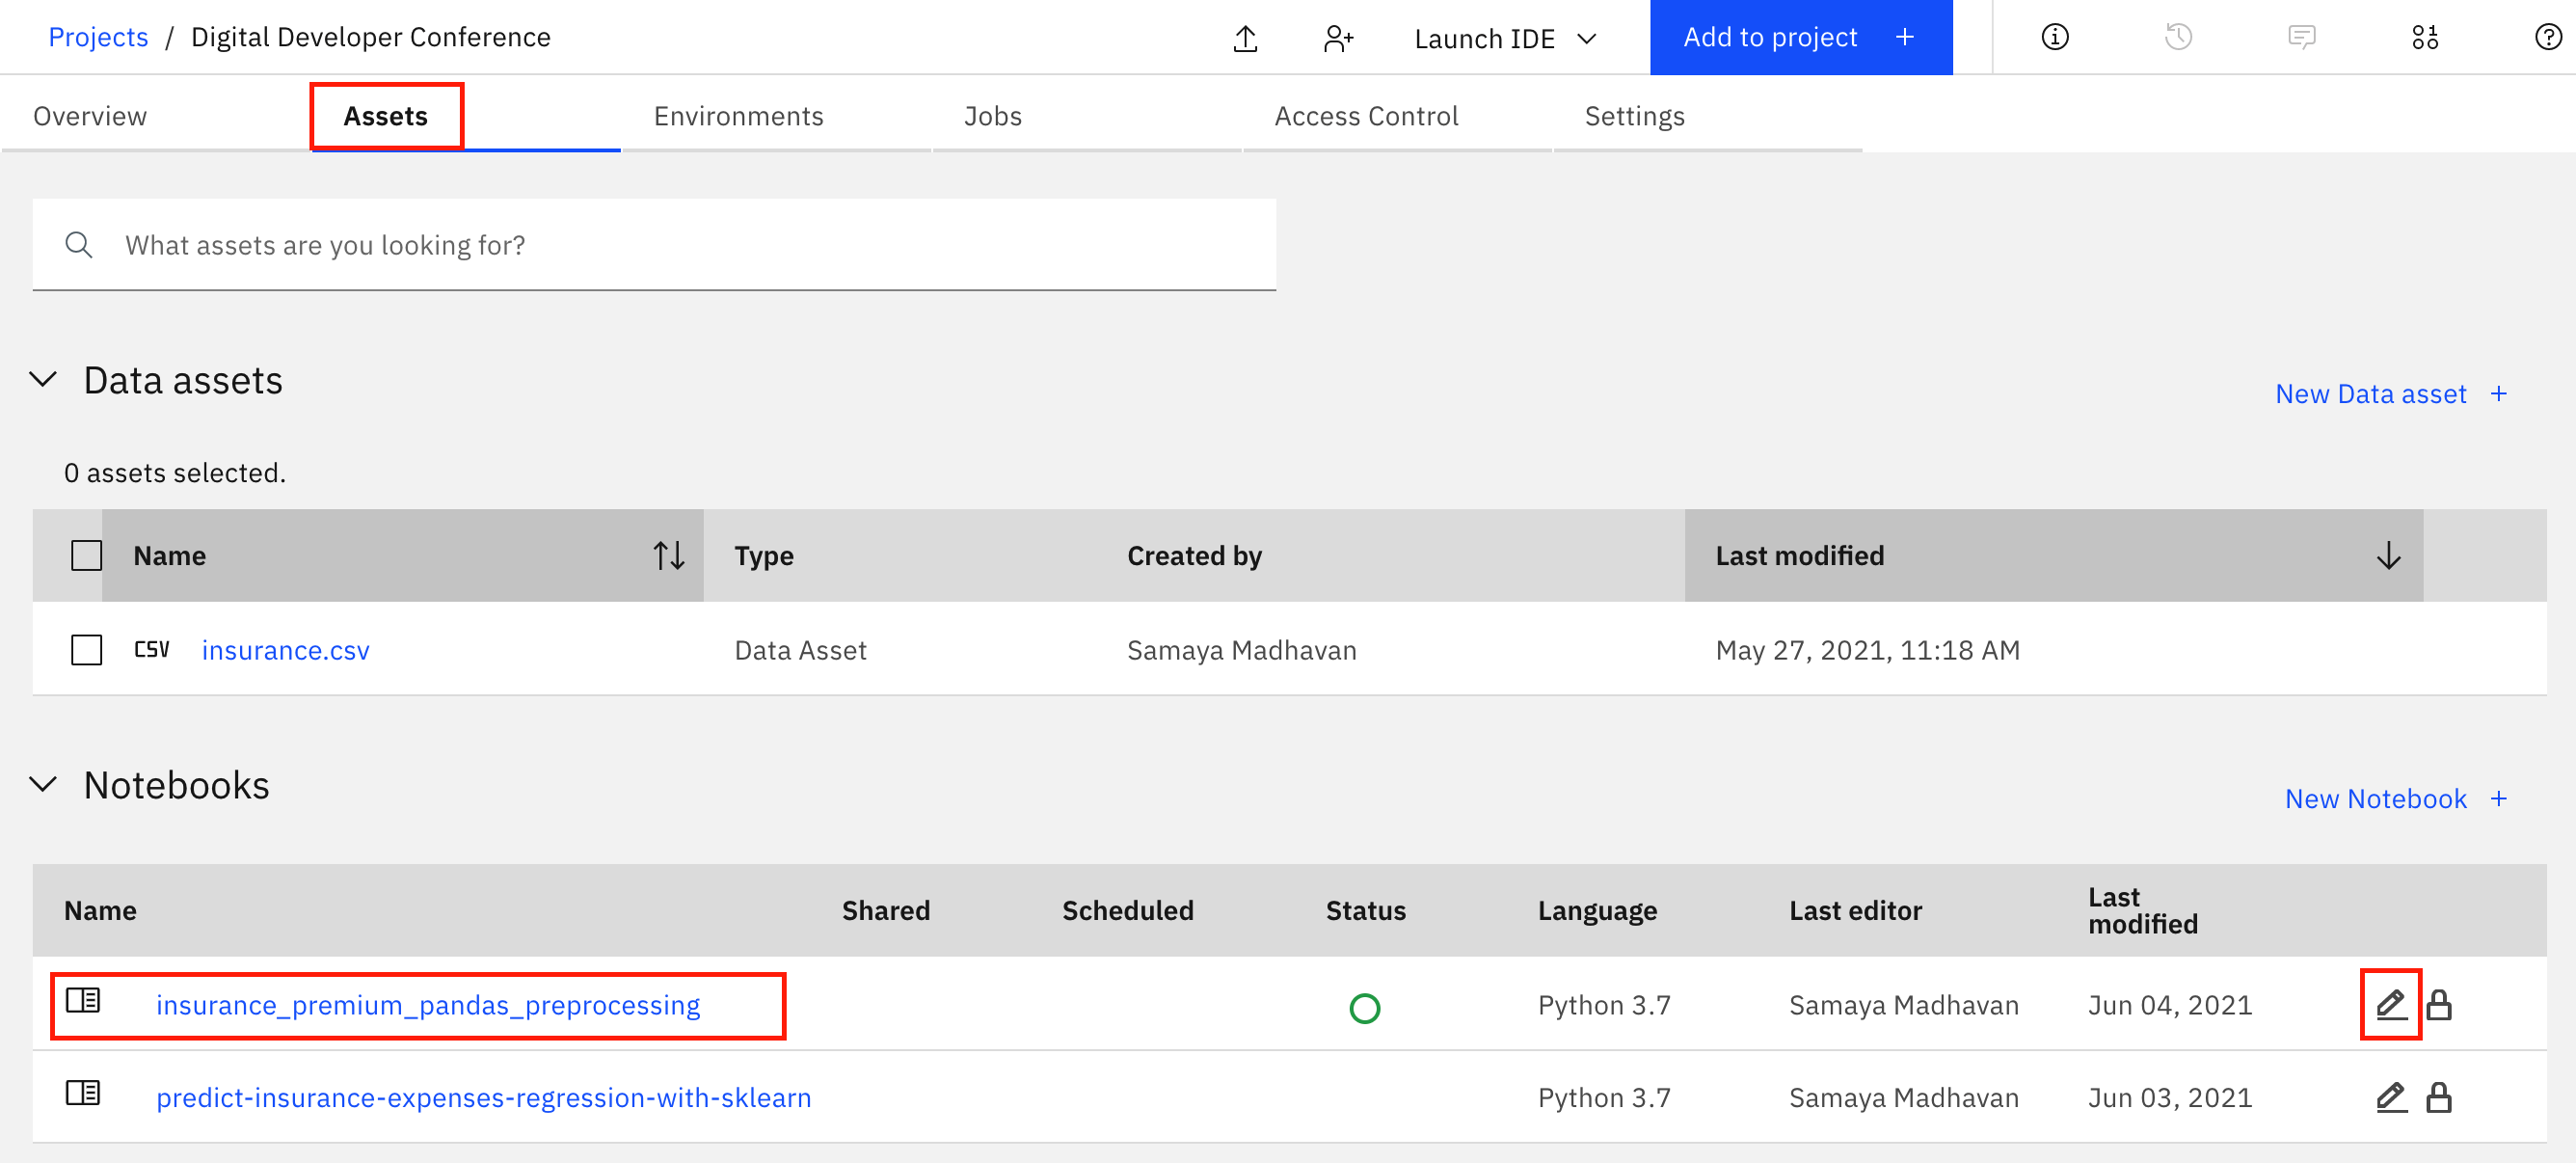 Projects / Digital Developer Conference
Launch IDE
Add to project +
Overview
Assets
Environments
Jobs
Access Control
Settings
What assets are you looking for?
Data assets
New Data asset +
0 assets selected.
Name Type Created by Last modified
CSV insurance.csv Data Asset Samaya Madhavan May 27, 2021, 11:18 AM
Notebooks
New Notebook +
Name Shared Scheduled Status Language Last editor Last modified
insurance_premium_pandas_preprocessing Python 3.7 Samaya Madhavan Jun 04, 2021
predict-insurance-expenses-regression-with-sklearn Python 3.7 Samaya Madhavan Jun 03, 2021